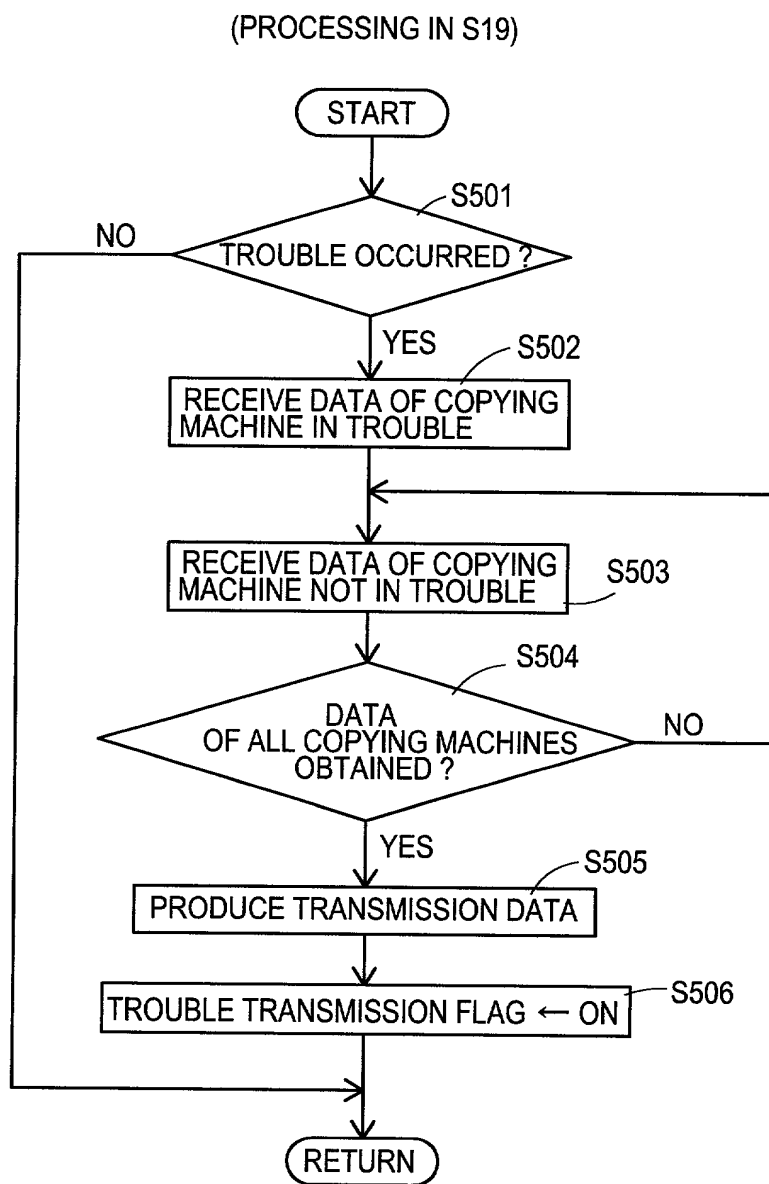 (PROCESSING IN S19)
START
S501
NO
TROUBLE OCCURRED ?
YES
S502
RECEIVE DATA OF COPYING
MACHINE IN TROUBLE
RECEIVE DATA OF COPYING
MACHINE NOT IN TROUBLE
S503
S504
DATA
OF ALL COPYING MACHINES
OBTAINED ?
NO
YES
S505
PRODUCE TRANSMISSION DATA
S506
TROUBLE TRANSMISSION FLAG ← ON
RETURN